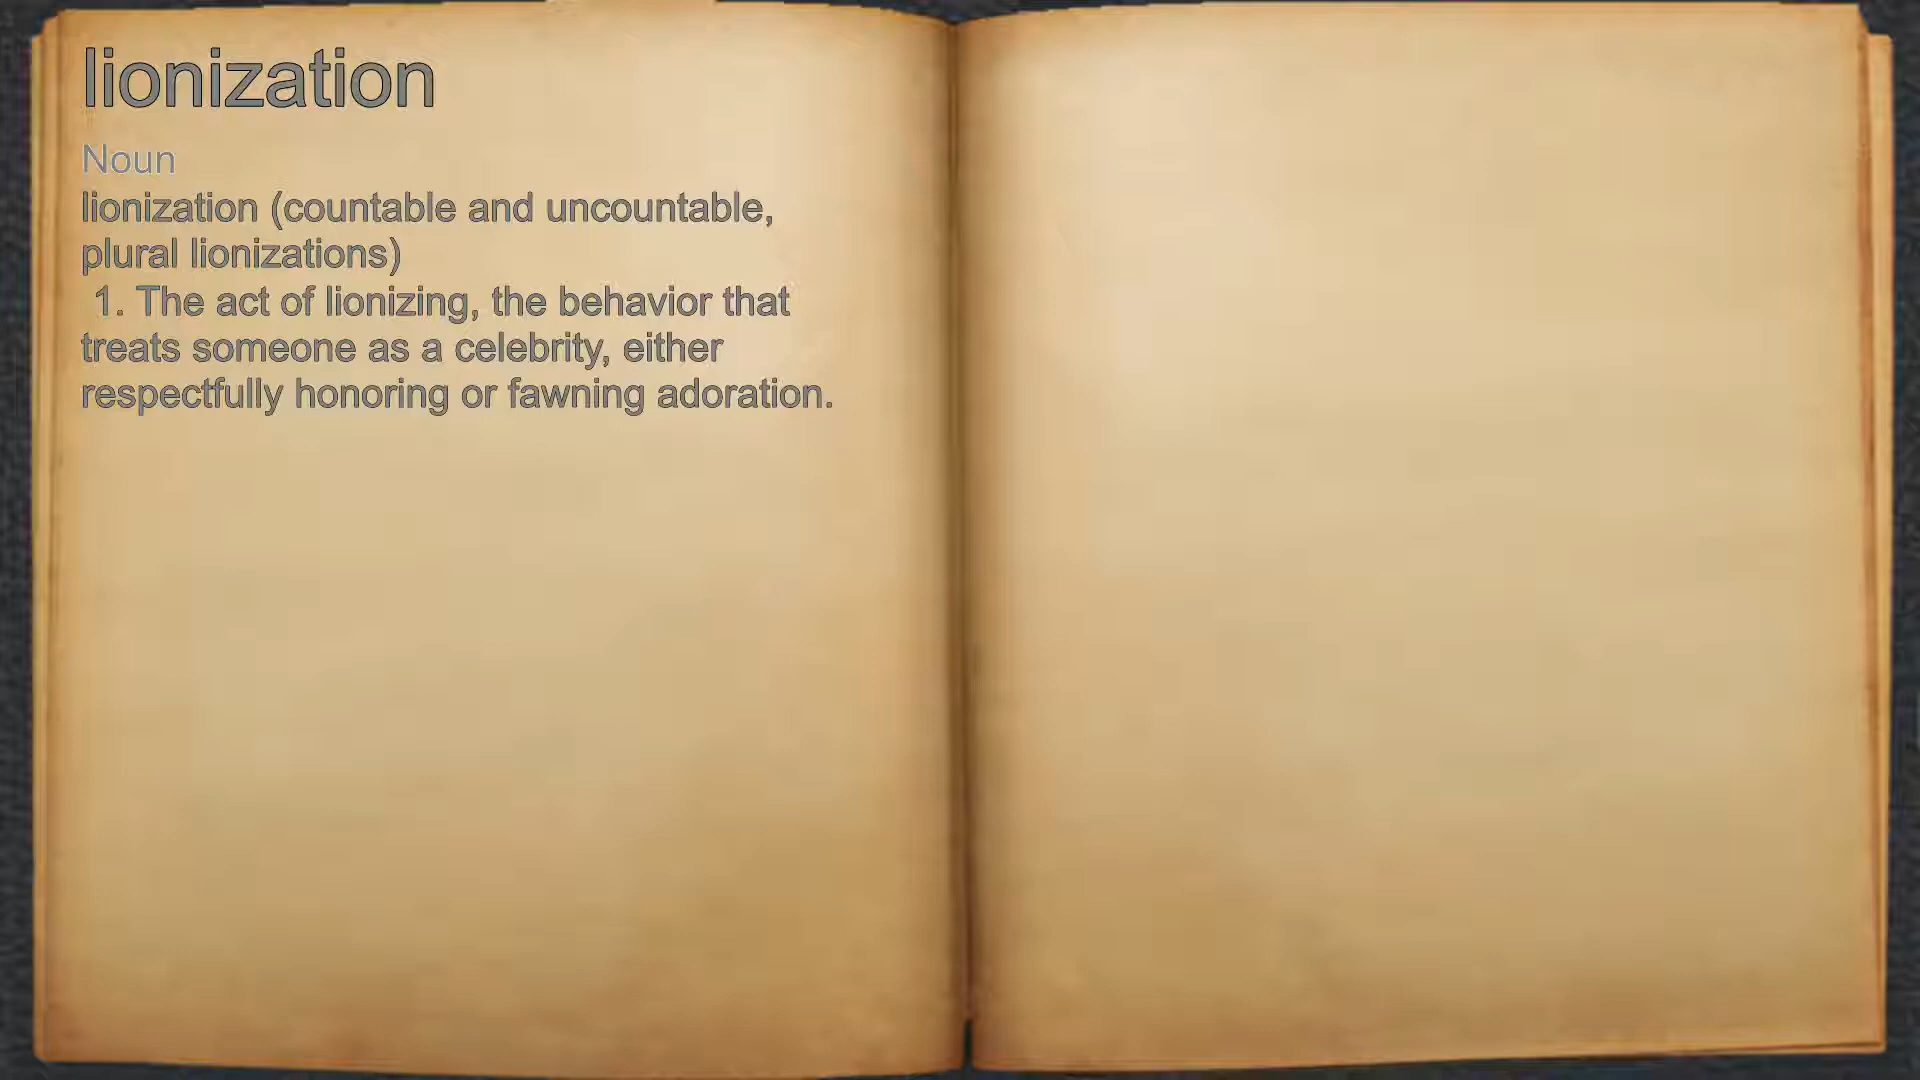 lionization
Noun
lionization (countable and uncountable,
plural lionizations)
1. The act of lionizing, the behavior that
treats someone as a celebrity, either
respectfully honoring or fawning adoration.